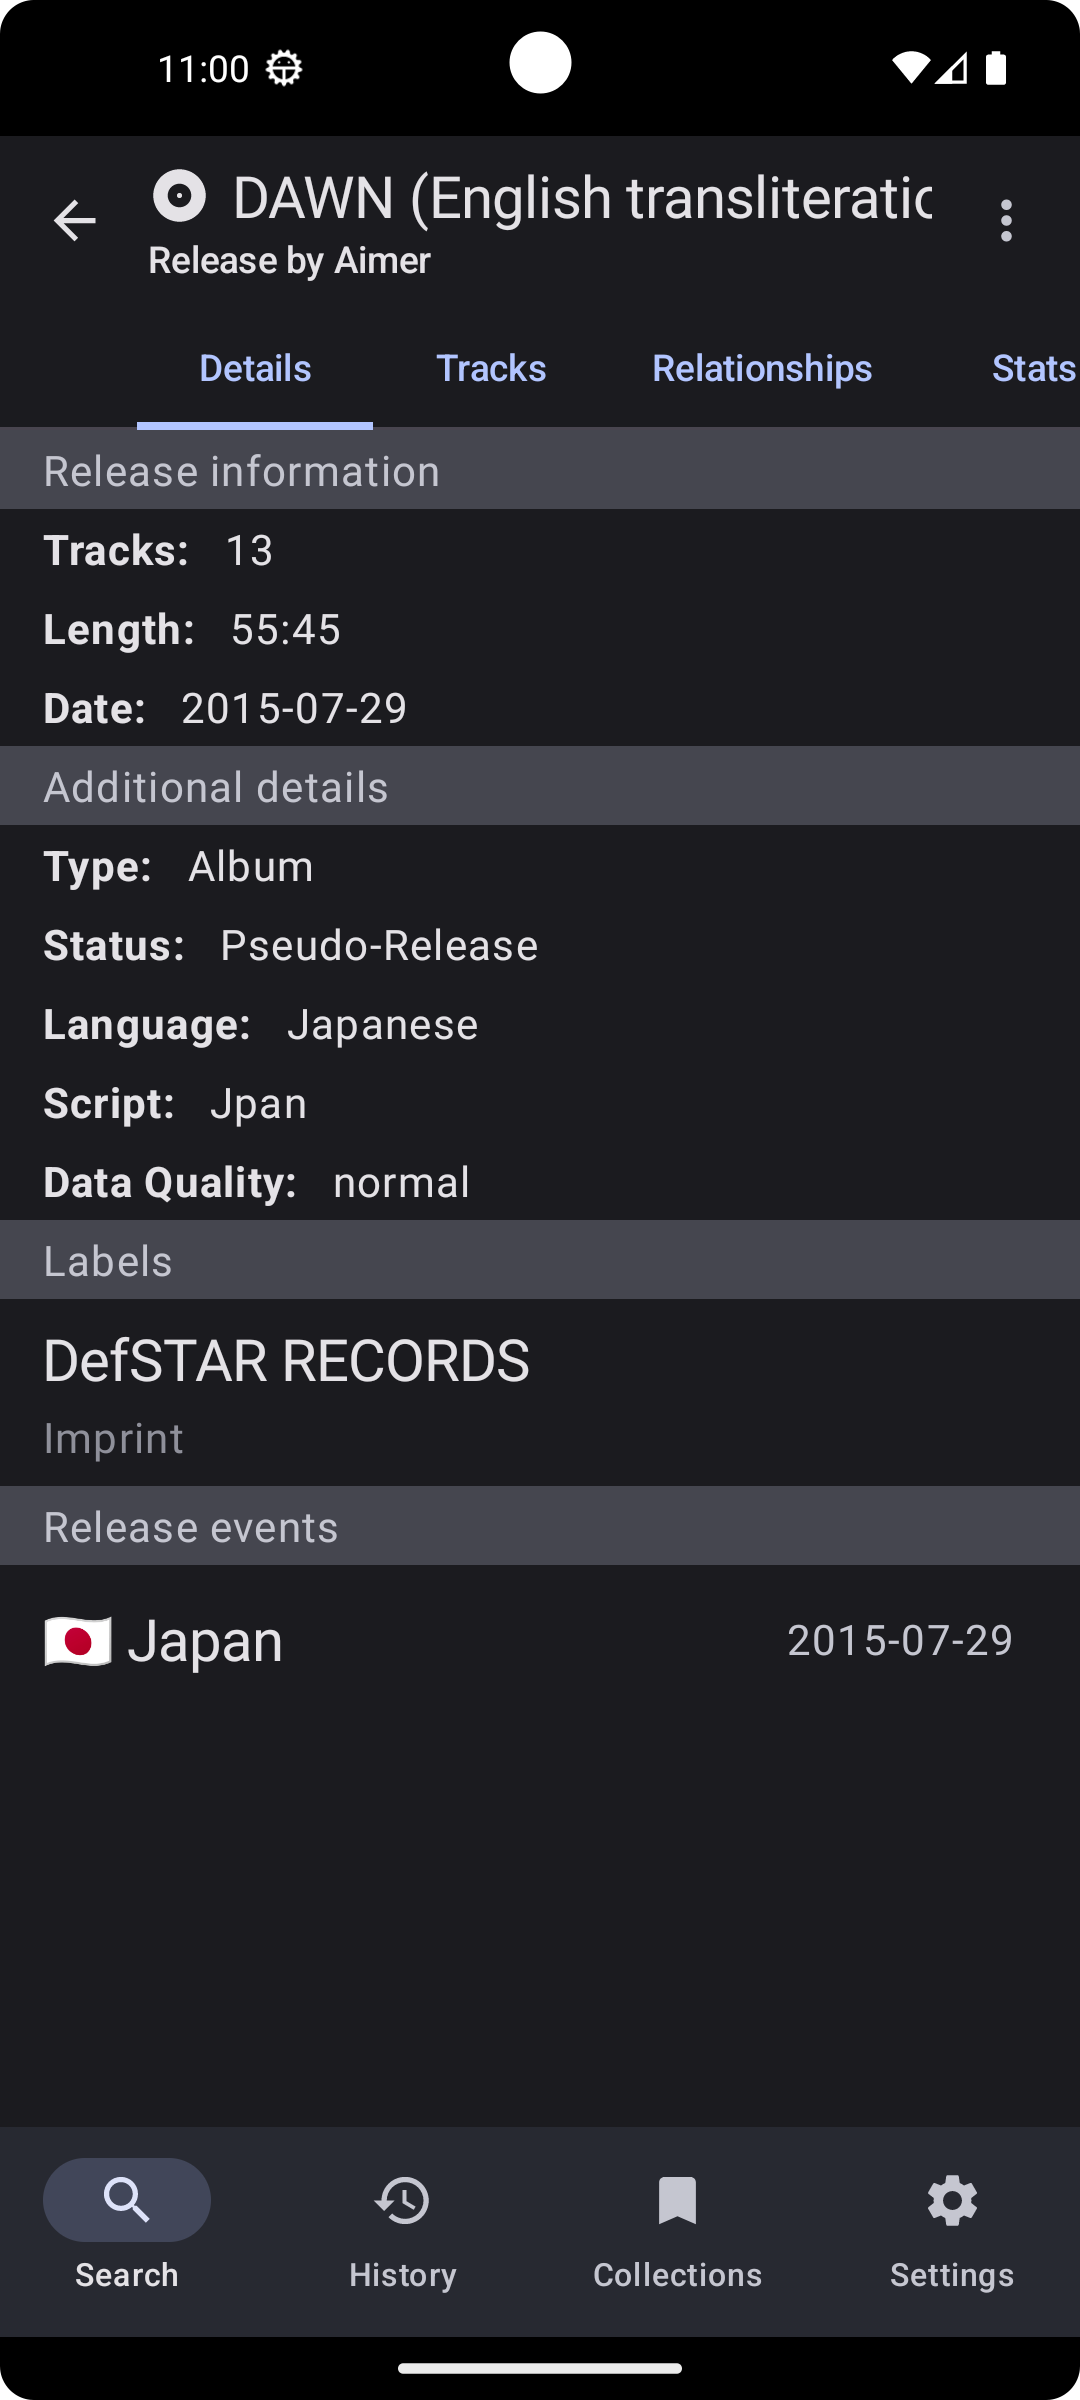 11:00
DAWN (English transliteratic
Release by Aimer
Details Tracks Relationships Stats
Release information
Tracks: 13
Length: 55:45
Date: 2015-07-29
Additional details
Type: Album
Status: Pseudo-Release
Language: Japanese
Script: Jpan
Data Quality: normal
Labels
DefSTAR RECORDS
Imprint
Release events
🇯🇵 Japan 2015-07-29
Search History Collections Settings